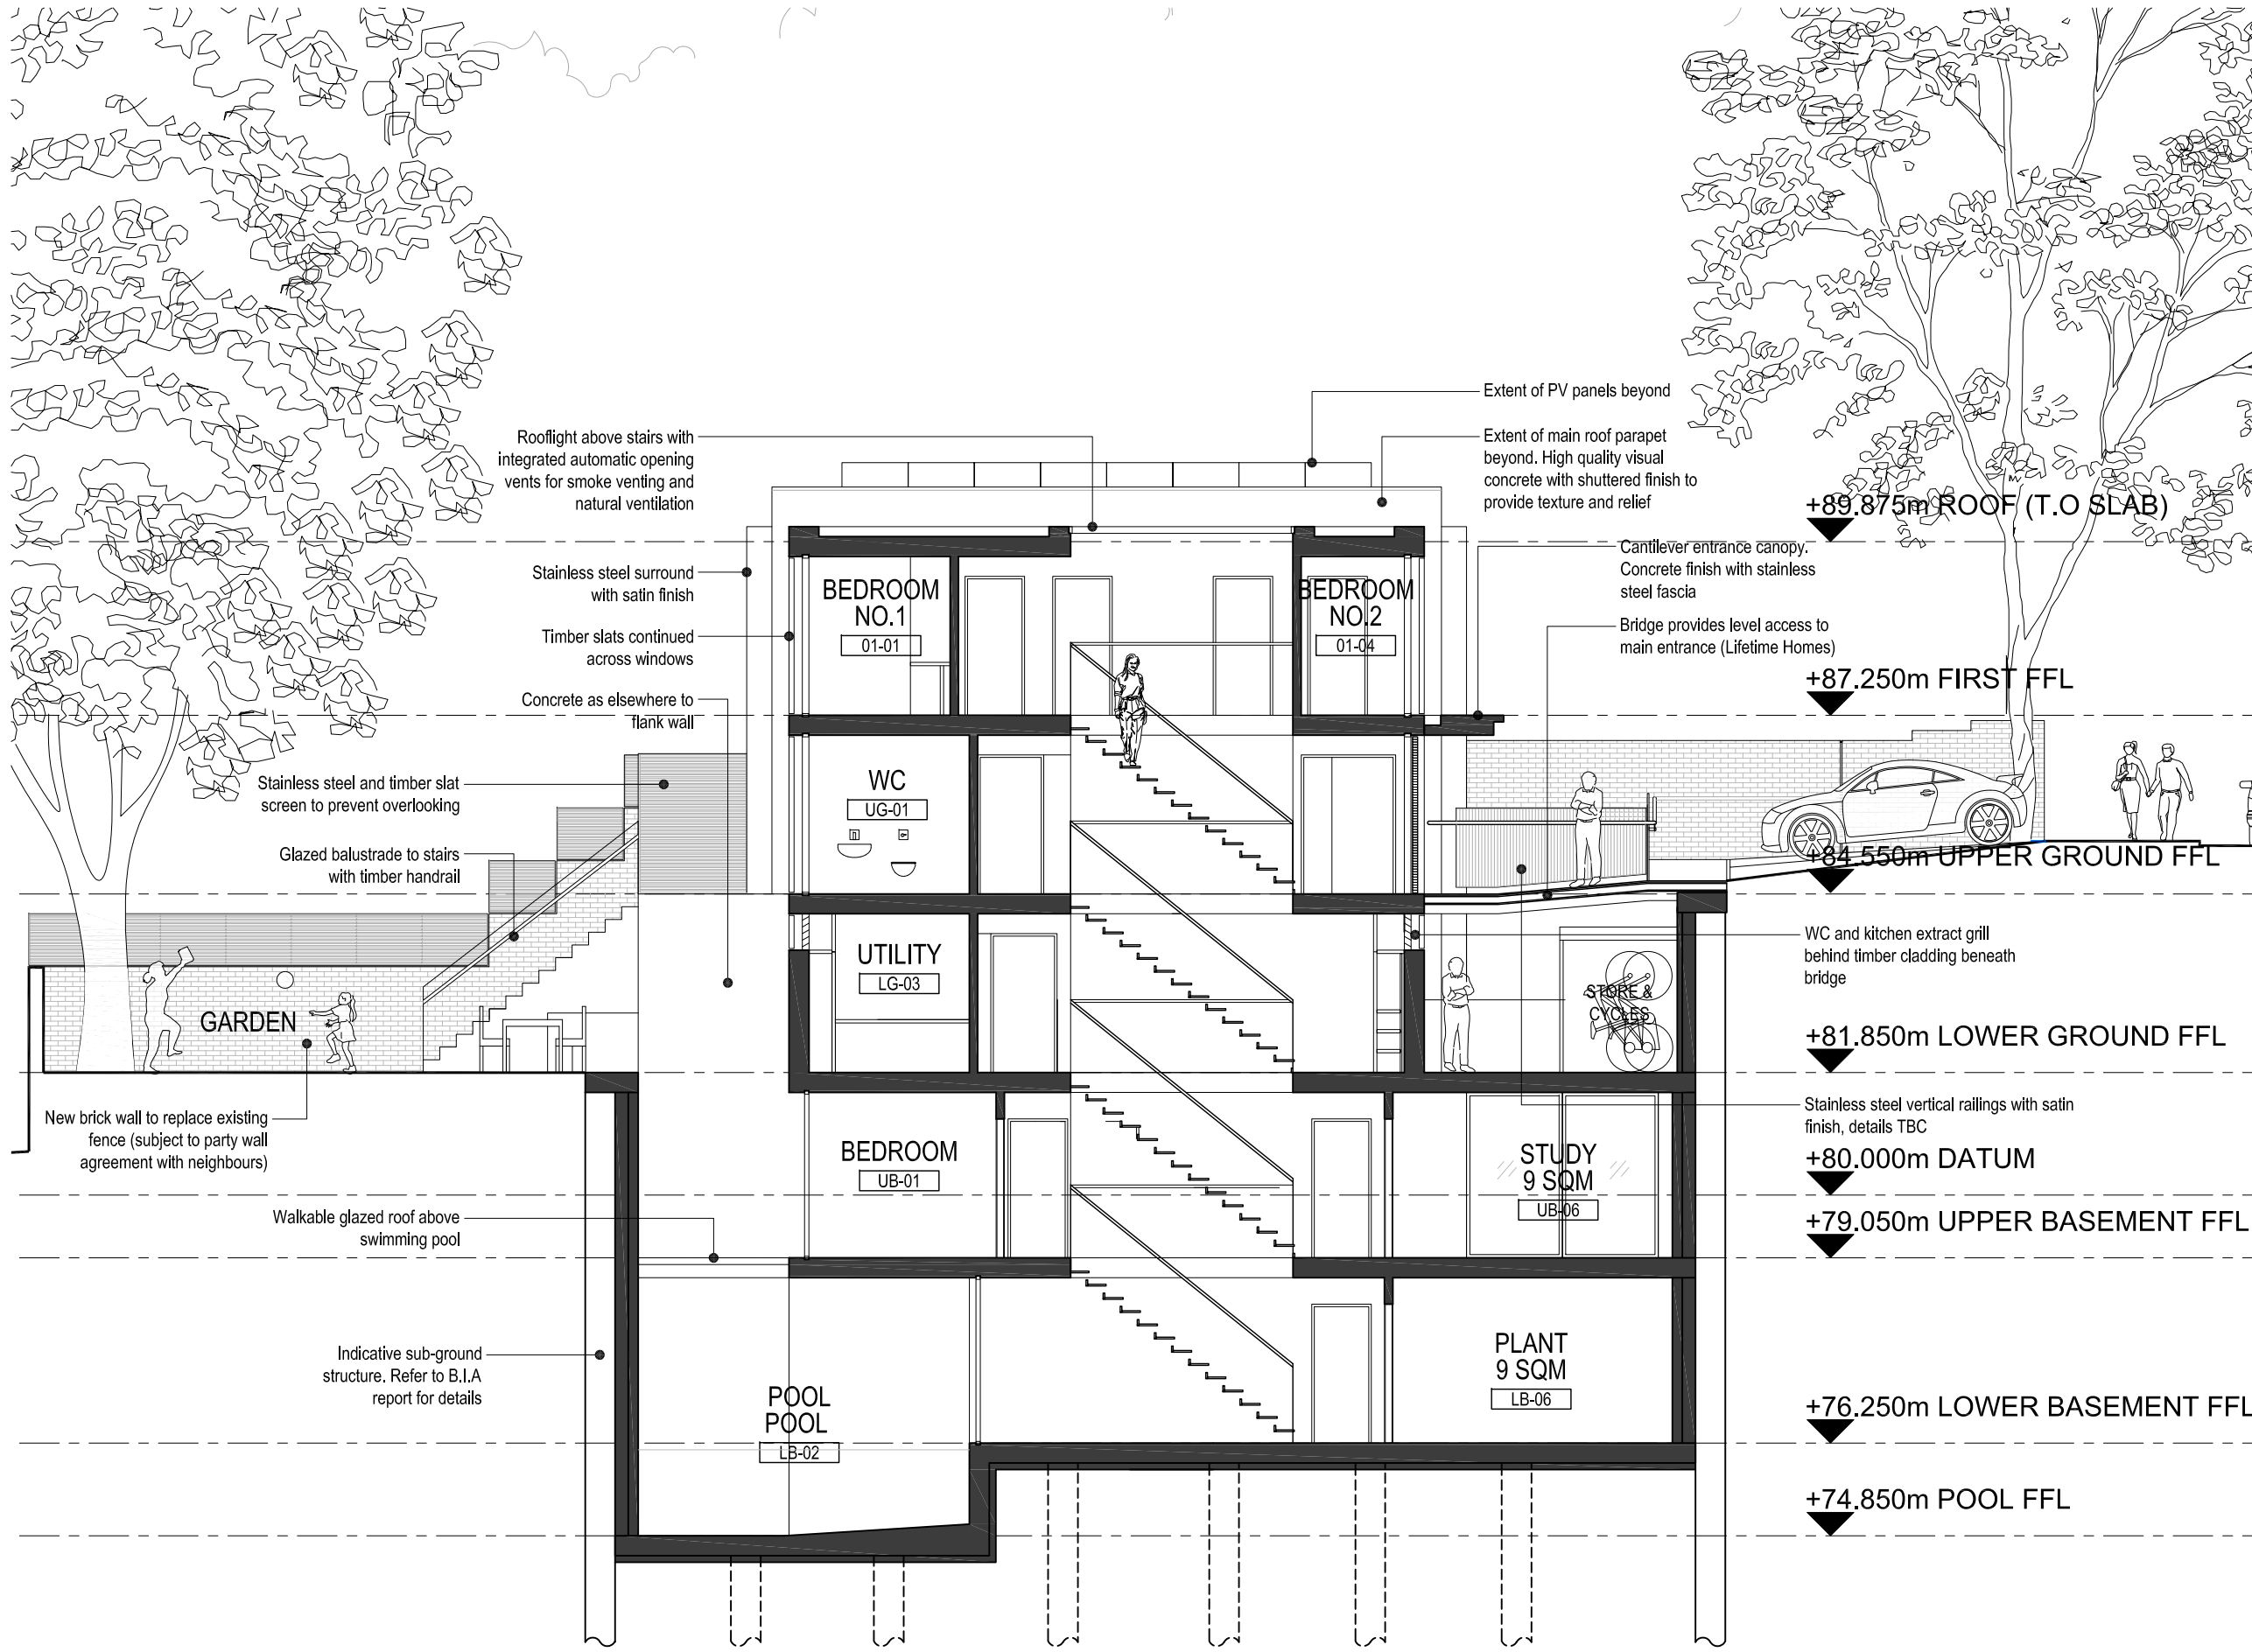 Extent of PV panels beyond
Rooflight above stairs with
integrated automatic opening
vents for smoke venting and
natural ventilation
Extent of main roof parapet
beyond. High quality visual
concrete with shuttered finish to
provide texture and relief
+89.875m ROOF (T.O SLAB)
Stainless steel surround
with satin finish
Cantilever entrance canopy.
Concrete finish with stainless
steel fascia
BEDROOM
NO.1
01-01
BEDROOM
NO.2
01-04
Timber slats continued
across windows
Bridge provides level access to
main entrance (Lifetime Homes)
+87.250m FIRST FFL
Concrete as elsewhere to
flank wall
Stainless steel and timber slat
screen to prevent overlooking
WC
UG-01
Glazed balustrade to stairs
with timber handrail
+84.550m UPPER GROUND FFL
WC and kitchen extract grill
behind timber cladding beneath
bridge
UTILITY
LG-03
STORE &
CYCLES
GARDEN
+81.850m LOWER GROUND FFL
New brick wall to replace existing
fence (subject to party wall
agreement with neighbours)
Stainless steel vertical railings with satin
finish, details TBC
BEDROOM
UB-01
STUDY
9 SQM
UB-06
+80.000m DATUM
Walkable glazed roof above
swimming pool
+79.050m UPPER BASEMENT FFL
Indicative sub-ground
structure. Refer to B.I.A
report for details
PLANT
9 SQM
LB-06
POOL
POOL
LB-02
+76.250m LOWER BASEMENT FFL
+74.850m POOL FFL